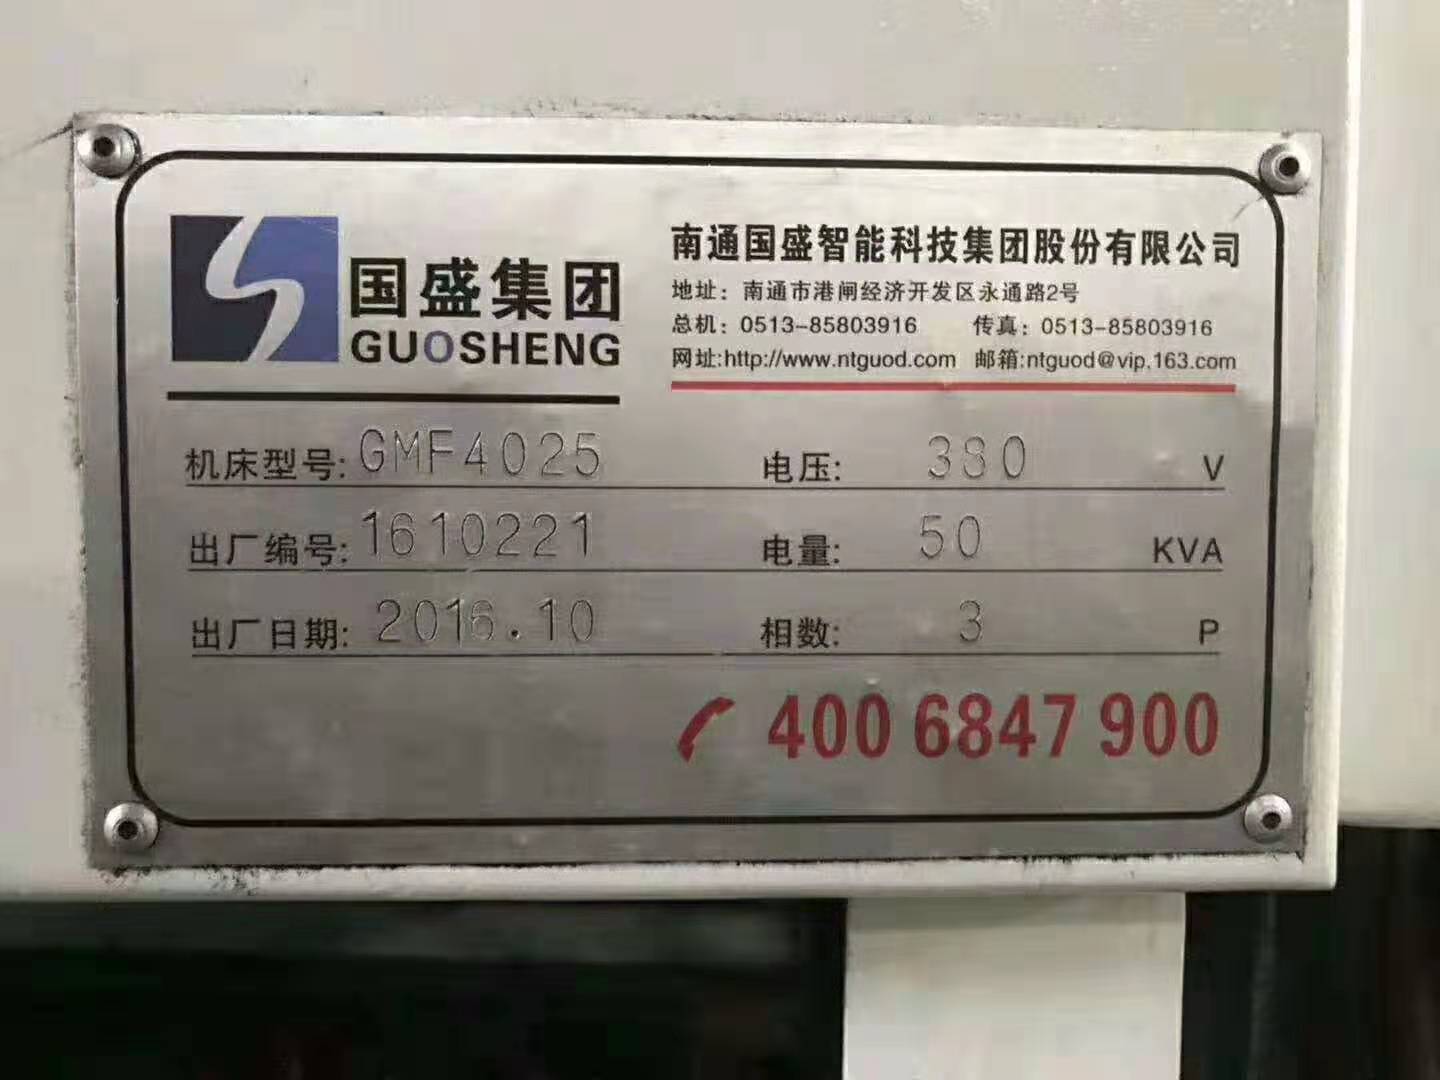 国盛集团
GUOSHENG
南通国盛智能科技集团股份有限公司
地址：南通市港闸经济开发区永通路2号
总机：0513-85803916 传真：0513-85803916
网址:http://www.ntguod.com 邮箱:ntguod@vip.163.com
机床型号:GMF4025 电压: 380 V
出厂编号:1610221 电量: 50 KVA
出厂日期: 2016.10 相数: 3 P
400 6847 900